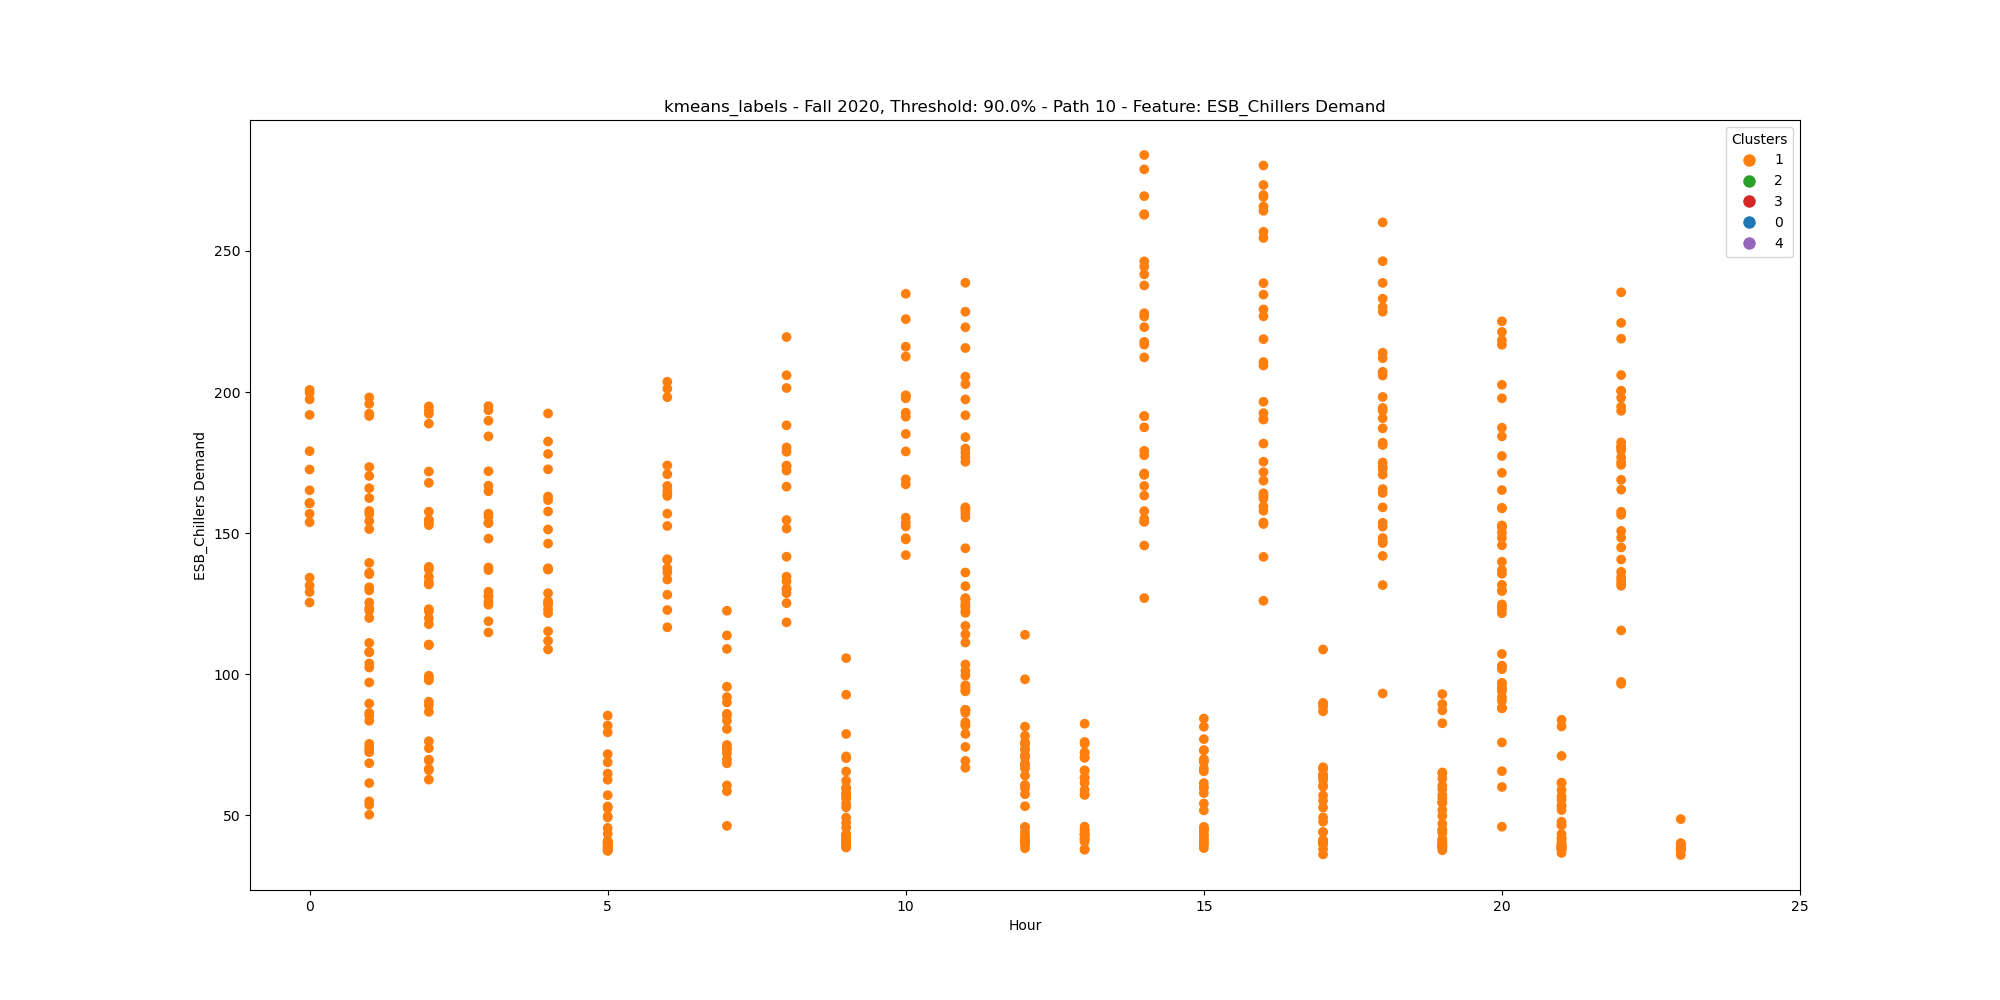 kmeans_labels - Fall 2020, Threshold: 90.0% - Path 10 - Feature: ESB_Chillers Demand
Clusters
1
2
3
0
4
250
200
150
100
50
ESB_Chillers Demand
0 5 10 15 20 25
Hour